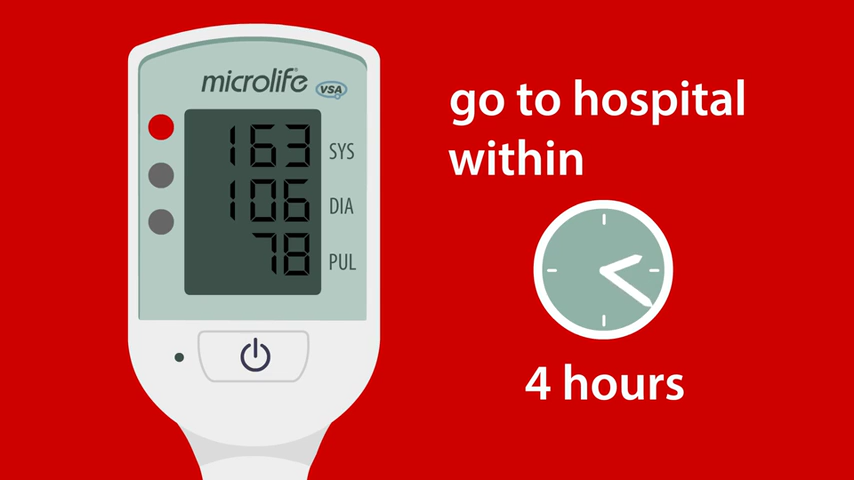 microlife® VSA
163 SYS
106 DIA
78 PUL
go to hospital
within
4 hours